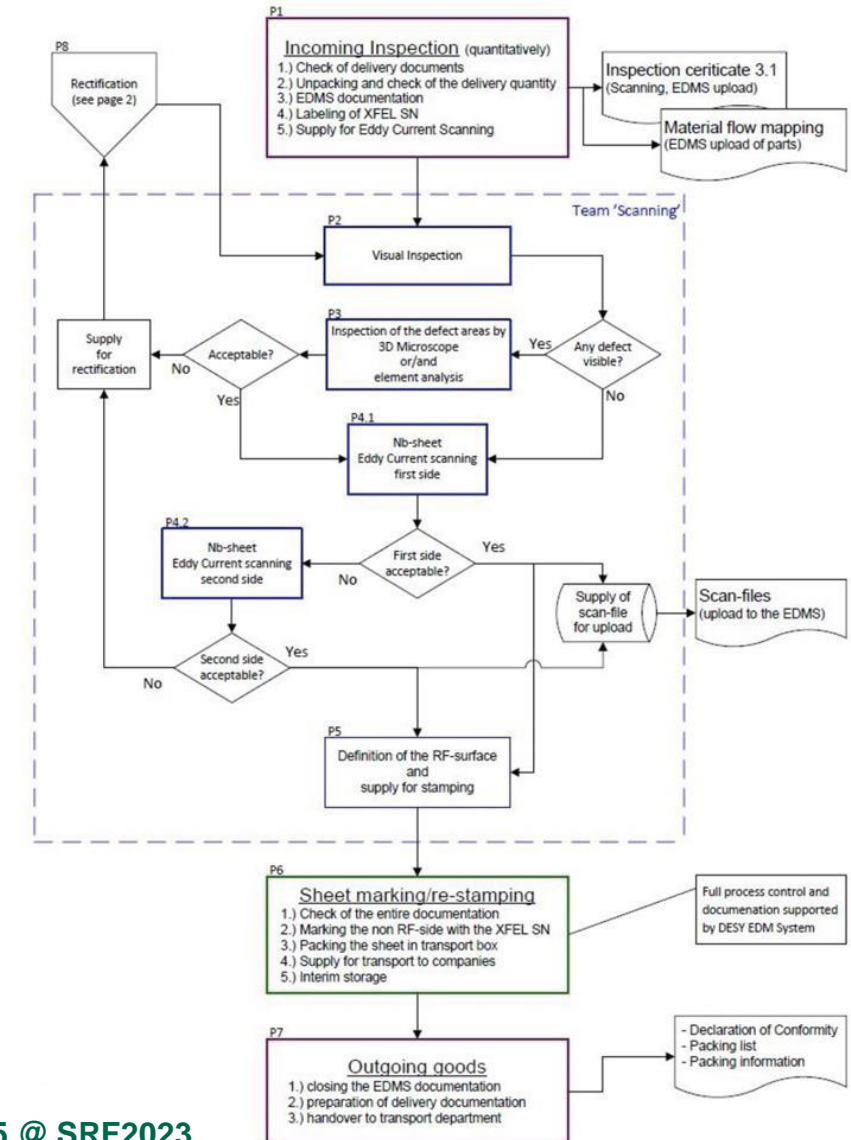 P1
Incoming Inspection (quantitatively)
1.) Check of delivery documents
2.) Unpacking and check of the delivery quantity
3.) EDMS documentation
4.) Labeling of XFEL SN
5.) Supply for Eddy Current Scanning
P8
Rectification
(see page 2)
Inspection ceriticate 3.1
(Scanning, EDMS upload)
Material flow mapping
(EDMS upload of parts)
Team 'Scanning'
P2
Visual Inspection
Any defect
visible?
Yes
No
P3
Inspection of the defect areas by
3D Microscope
or/and
element analysis
Acceptable?
No
Yes
Supply
for
rectification
P4.1
Nb-sheet
Eddy Current scanning
first side
First side
acceptable?
Yes
No
P4.2
Nb-sheet
Eddy Current scanning
second side
Second side
acceptable?
Yes
No
Supply of
scan-file
for upload
Scan-files
(upload to the EDMS)
P5
Definition of the RF-surface
and
supply for stamping
P6
Sheet marking/re-stamping
1.) Check of the entire documentation
2.) Marking the non RF-side with the XFEL SN
3.) Packing the sheet in transport box
4.) Supply for transport to companies
5.) Interim storage
Full process control and
documenation supported
by DESY EDM System
P7
Outgoing goods
1.) closing the EDMS documentation
2.) preparation of delivery documentation
3.) handover to transport department
- Declaration of Conformity
- Packing list
- Packing information
@ SRF2023